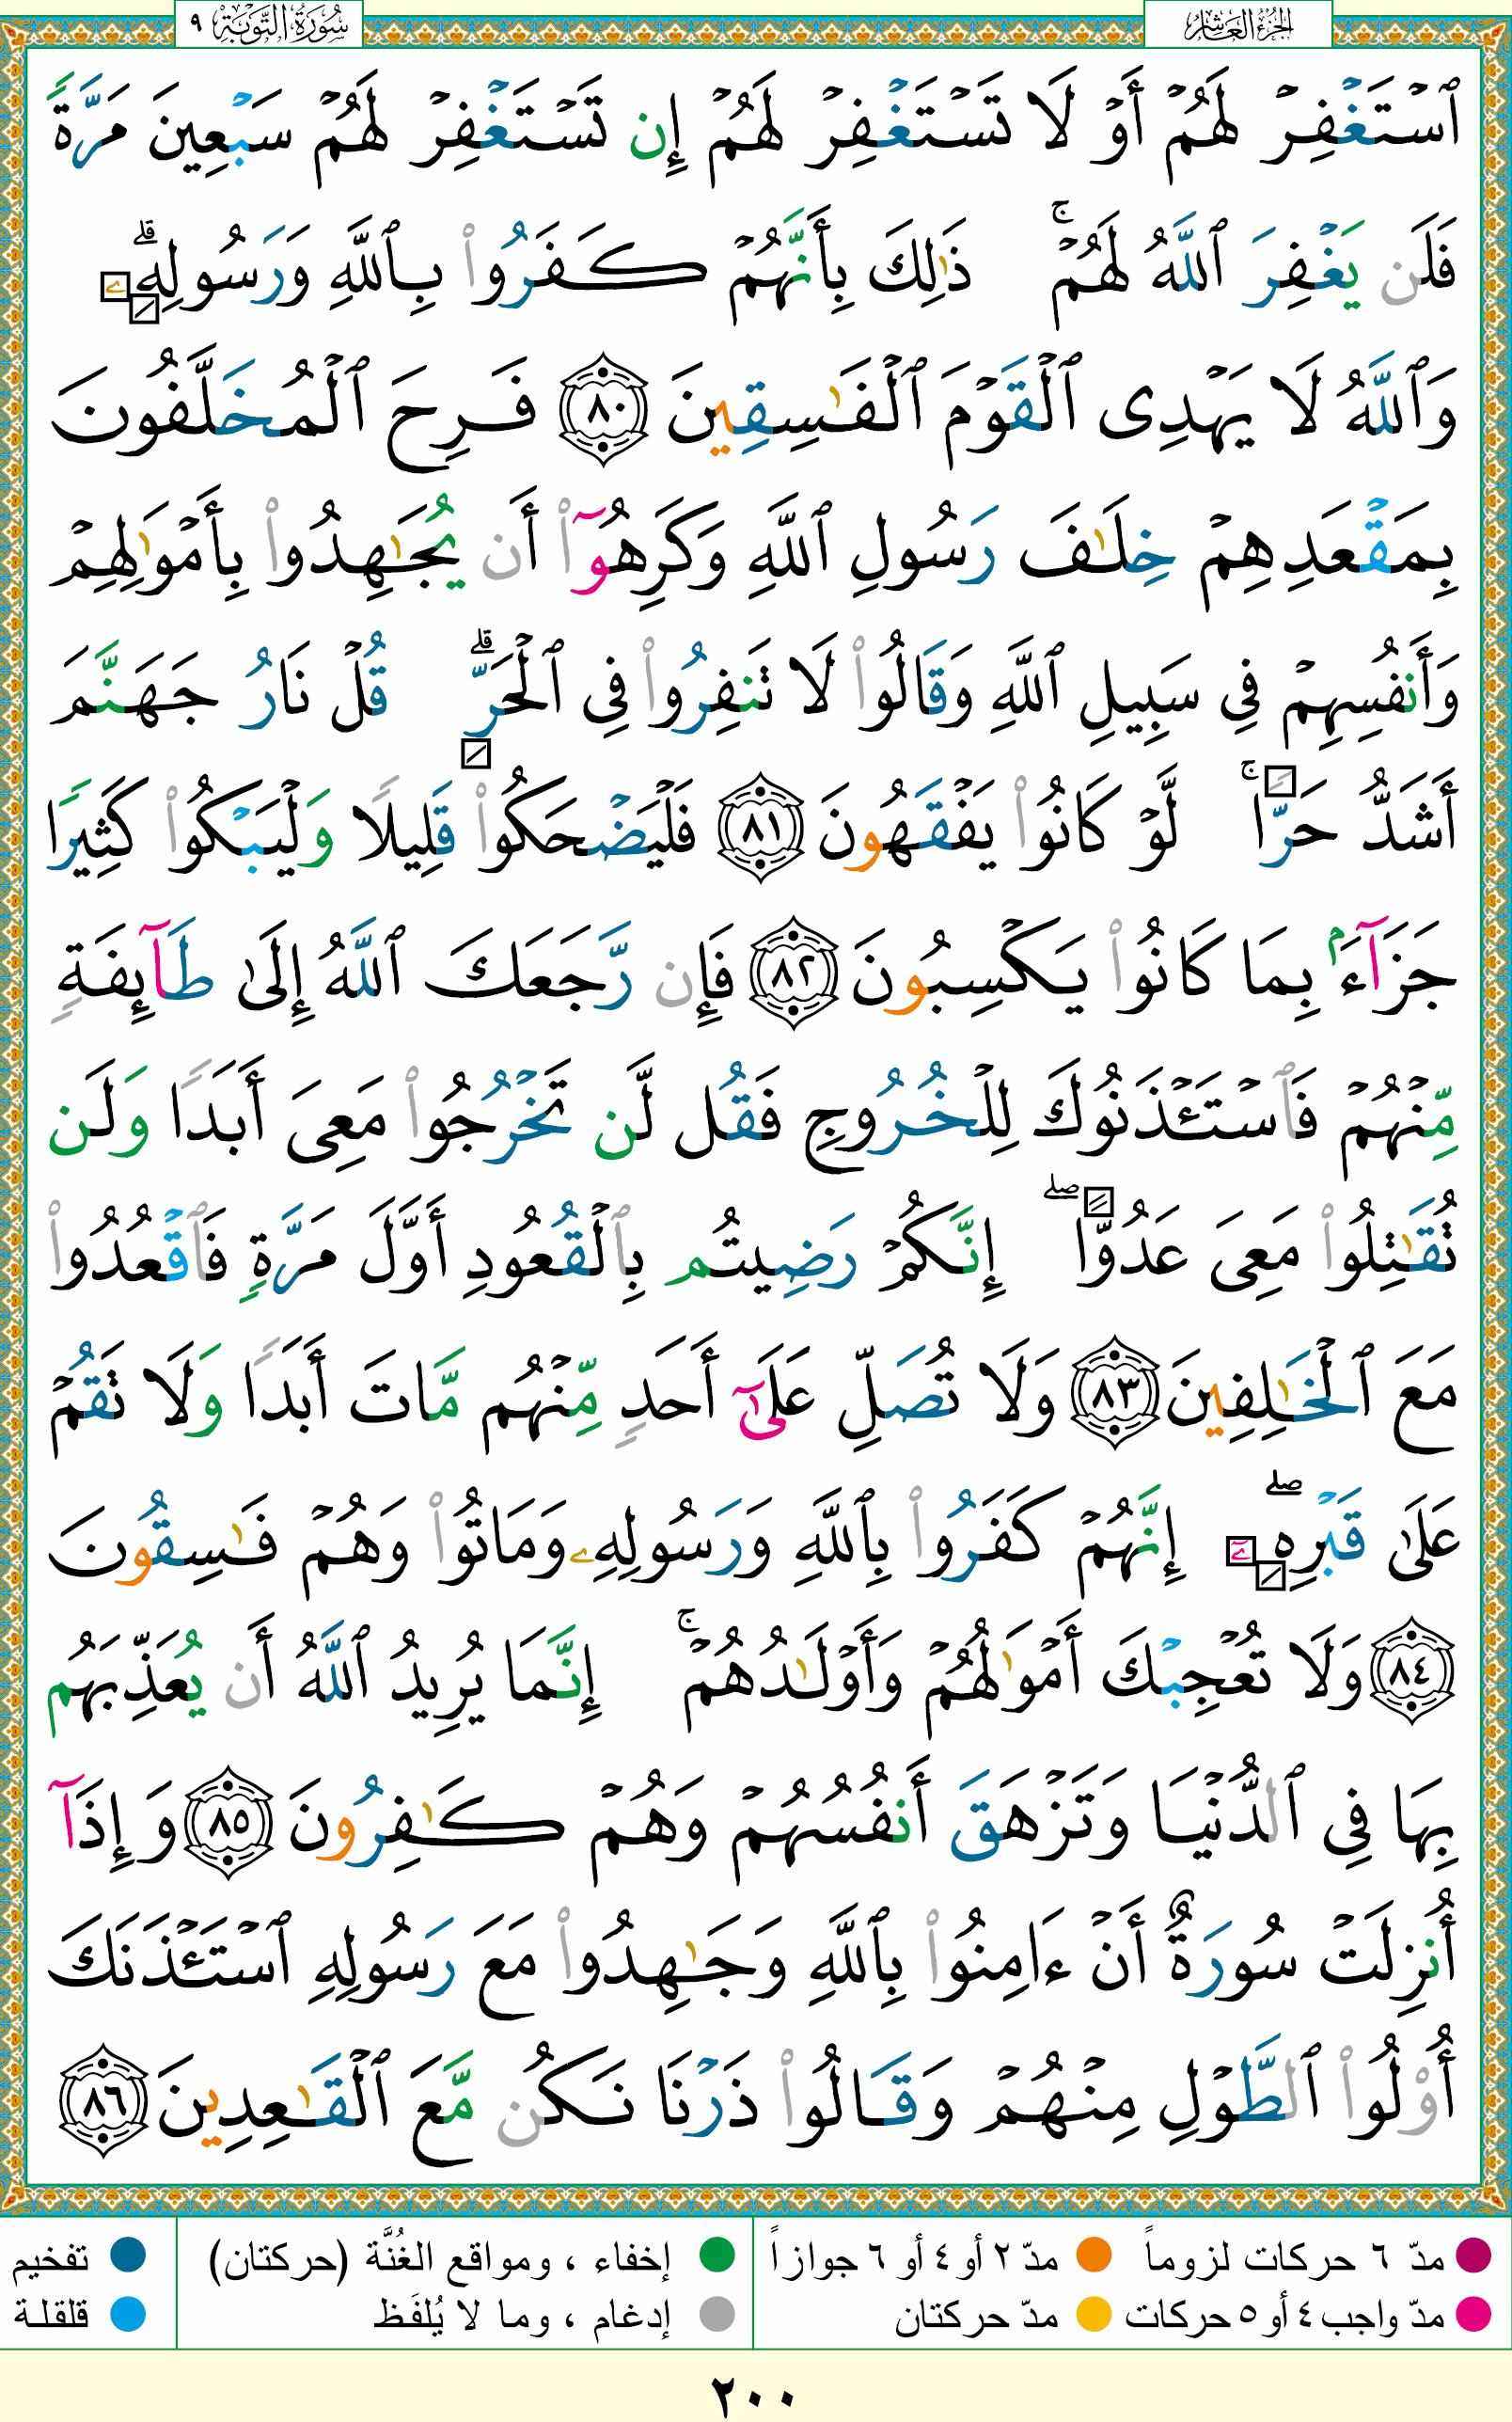 الجزء العاشر
سورة التوبة ٩
ٱسۡتَغۡفِرۡ لَهُمۡ أَوۡ لَا تَسۡتَغۡفِرۡ لَهُمۡ إِن تَسۡتَغۡفِرۡ لَهُمۡ سَبۡعِينَ مَرَّةً
فَلَن يَغۡفِرَ ٱللَّهُ لَهُمۡۚ ذَٰلِكَ بِأَنَّهُمۡ كَفَرُوا۟ بِٱللَّهِ وَرَسُولِهِۦۗ
وَٱللَّهُ لَا يَهۡدِى ٱلۡقَوۡمَ ٱلۡفَـٰسِقِينَ ٨٠ فَرِحَ ٱلۡمُخَلَّفُونَ
بِمَقۡعَدِهِمۡ خِلَـٰفَ رَسُولِ ٱللَّهِ وَكَرِهُوٓا۟ أَن يُجَـٰهِدُوا۟ بِأَمۡوَٰلِهِمۡ
وَأَنفُسِهِمۡ فِى سَبِيلِ ٱللَّهِ وَقَالُوا۟ لَا تَنفِرُوا۟ فِى ٱلۡحَرِّۗ قُلۡ نَارُ جَهَنَّمَ
أَشَدُّ حَرًّاۚ لَّوۡ كَانُوا۟ يَفۡقَهُونَ ٨١ فَلۡيَضۡحَكُوا۟ قَلِيلًا وَلۡيَبۡكُوا۟ كَثِيرًا
جَزَآءَۢ بِمَا كَانُوا۟ يَكۡسِبُونَ ٨٢ فَإِن رَّجَعَكَ ٱللَّهُ إِلَىٰ طَآئِفَةٍ
مِّنۡهُمۡ فَٱسۡتَـٔۡذَنُوكَ لِلۡخُرُوجِ فَقُل لَّن تَخۡرُجُوا۟ مَعِىَ أَبَدًا وَلَن
تُقَـٰتِلُوا۟ مَعِىَ عَدُوًّاۖ إِنَّكُمۡ رَضِيتُم بِٱلۡقُعُودِ أَوَّلَ مَرَّةٍ فَٱقۡعُدُوا۟
مَعَ ٱلۡخَـٰلِفِينَ ٨٣ وَلَا تُصَلِّ عَلَىٰٓ أَحَدٍ مِّنۡهُم مَّاتَ أَبَدًا وَلَا تَقُمۡ
عَلَىٰ قَبۡرِهِۦٓۖ إِنَّهُمۡ كَفَرُوا۟ بِٱللَّهِ وَرَسُولِهِۦ وَمَاتُوا۟ وَهُمۡ فَـٰسِقُونَ
٨٤ وَلَا تُعۡجِبۡكَ أَمۡوَٰلُهُمۡ وَأَوۡلَـٰدُهُمۡۚ إِنَّمَا يُرِيدُ ٱللَّهُ أَن يُعَذِّبَهُم
بِهَا فِى ٱلدُّنۡيَا وَتَزۡهَقَ أَنفُسُهُمۡ وَهُمۡ كَـٰفِرُونَ ٨٥ وَإِذَآ
أُنزِلَتۡ سُورَةٌ أَنۡ ءَامِنُوا۟ بِٱللَّهِ وَجَـٰهِدُوا۟ مَعَ رَسُولِهِ ٱسۡتَـٔۡذَنَكَ
أُو۟لُوا۟ ٱلطَّوۡلِ مِنۡهُمۡ وَقَالُوا۟ ذَرۡنَا نَكُن مَّعَ ٱلۡقَـٰعِدِينَ ٨٦
مدّ ٦ حركات لزوماً مدّ ٢ أو ٤ أو ٦ جوازاً إخفاء ، ومواقع الغُنَّة (حركتان) تفخيم
مدّ واجب ٤ أو ٥ حركات مدّ حركتان إدغام ، وما لا يُلفَظ قلقلة
٢٠٠